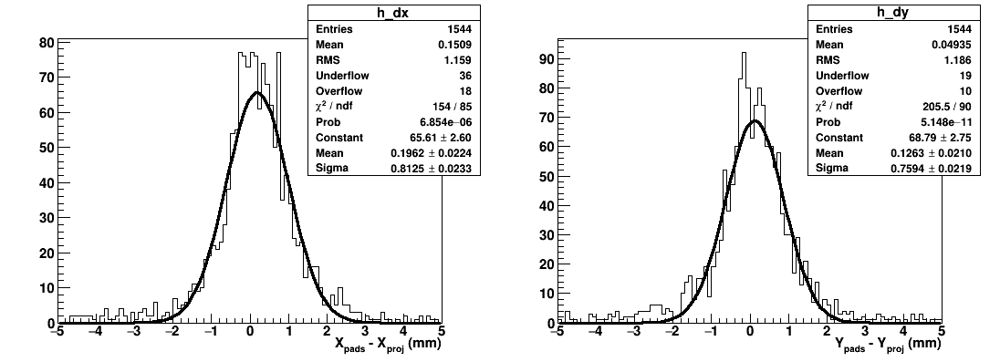 h_dx
Entries 1544
Mean 0.1509
RMS 1.159
Underflow 36
Overflow 18
χ² / ndf 154 / 85
Prob 6.854e−06
Constant 65.61 ± 2.60
Mean 0.1962 ± 0.0224
Sigma 0.8125 ± 0.0233
80
70
60
50
40
30
20
10
0
−5 −4 −3 −2 −1 0 1 2 3 4 5
X_pads - X_proj (mm)
h_dy
Entries 1544
Mean 0.04935
RMS 1.186
Underflow 19
Overflow 10
χ² / ndf 205.5 / 90
Prob 5.148e−11
Constant 68.79 ± 2.75
Mean 0.1263 ± 0.0210
Sigma 0.7594 ± 0.0219
90
80
70
60
50
40
30
20
10
0
−5 −4 −3 −2 −1 0 1 2 3 4 5
Y_pads - Y_proj (mm)